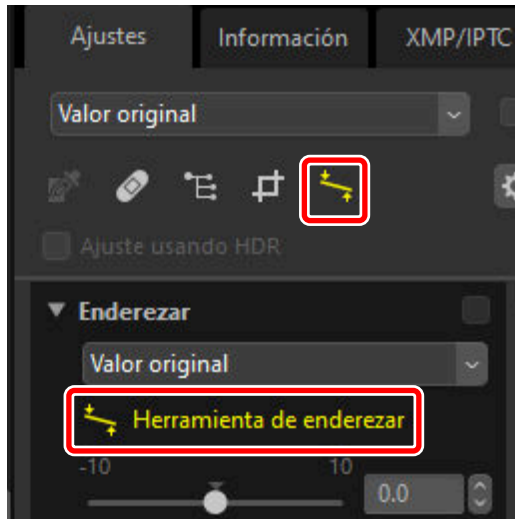 Ajustes Información XMP/IPTC
Valor original
Ajuste usando HDR
Enderezar
Valor original
Herramienta de enderezar
-10 10
0.0